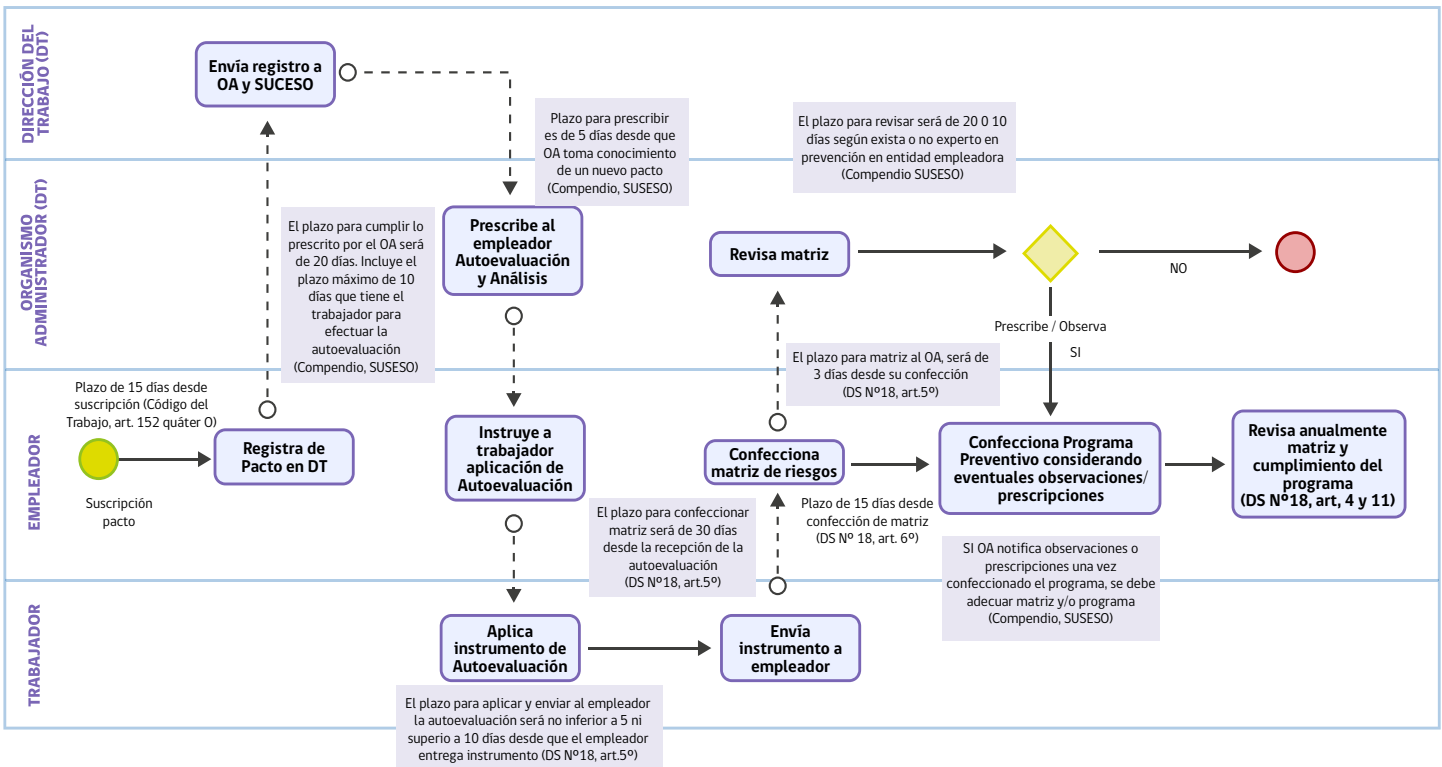 DIRECCIÓN DEL
TRABAJO (DT)
Envía registro a
OA y SUCESO
Plazo para prescribir
es de 5 días desde que
OA toma conocimiento
de un nuevo pacto
(Compendio, SUSESO)
El plazo para revisar será de 20 0 10
días según exista o no experto en
prevención en entidad empleadora
(Compendio SUSESO)
ORGANISMO
ADMINISTRADOR (DT)
El plazo para cumplir lo
prescrito por el OA será
de 20 días. Incluye el
plazo máximo de 10
días que tiene el
trabajador para
efectuar la
autoevaluación
(Compendio, SUSESO)
Prescribe al
empleador
Autoevaluación
y Análisis
Revisa matriz
NO
Prescribe / Observa
SI
El plazo para matriz al OA, será de
3 días desde su confección
(DS Nº18, art.5º)
EMPLEADOR
Plazo de 15 días desde
suscripción (Código del
Trabajo, art. 152 quáter O)
Suscripción
pacto
Registra de
Pacto en DT
Instruye a
trabajador
aplicación de
Autoevaluación
El plazo para confeccionar
matriz será de 30 días
desde la recepción de la
autoevaluación
(DS Nº18, art.5º)
Confecciona
matriz de riesgos
Plazo de 15 días desde
confección de matriz
(DS Nº 18, art. 6º)
Confecciona Programa
Preventivo considerando
eventuales observaciones/
prescripciones
Revisa anualmente
matriz y
cumplimiento del
programa
(DS Nº18, art, 4 y 11)
SI OA notifica observaciones o
prescripciones una vez
confeccionado el programa, se debe
adecuar matriz y/o programa
(Compendio, SUSESO)
TRABAJADOR
Aplica
instrumento de
Autoevaluación
Envía
instrumento a
empleador
El plazo para aplicar y enviar al empleador
la autoevaluación será no inferior a 5 ni
superio a 10 días desde que el empleador
entrega instrumento (DS Nº18, art.5º)